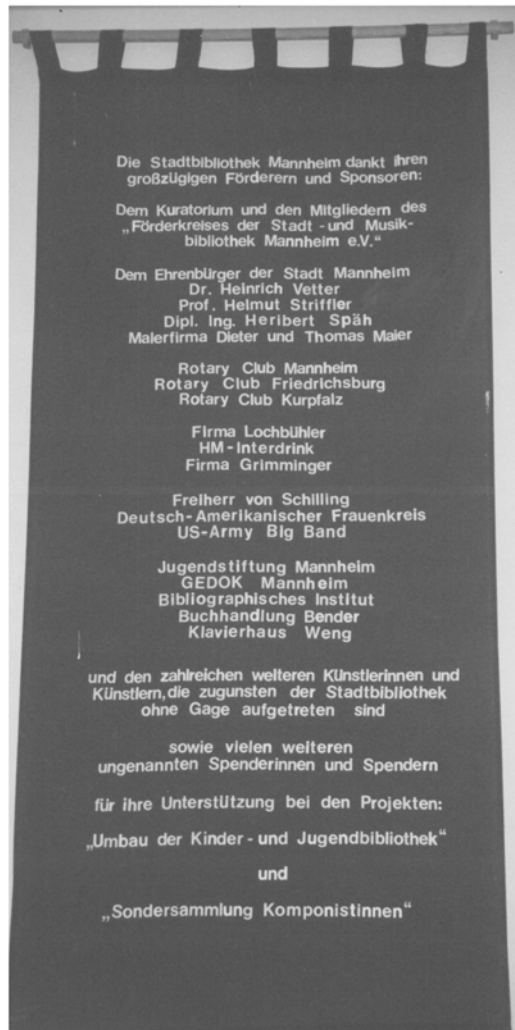 Die Stadtbibliothek Mannheim dankt ihren
großzügigen Förderern und Sponsoren:
Dem Kuratorium und den Mitgliedern des
„Förderkreises der Stadt-und Musik-
bibliothek Mannheim e.V.“
Dem Ehrenbürger der Stadt Mannheim
Dr. Heinrich Vetter
Prof. Helmut Striffler
Dipl. Ing. Heribert Späh
Malerfirma Dieter und Thomas Maier
Rotary Club Mannheim
Rotary Club Friedrichsburg
Rotary Club Kurpfalz
Firma Lochbühler
HM-Interdrink
Firma Grimminger
Freiherr von Schilling
Deutsch-Amerikanischer Frauenkreis
US-Army Big Band
Jugendstiftung Mannheim
GEDOK Mannheim
Bibliographisches Institut
Buchhandlung Bender
Klavierhaus Weng
und den zahlreichen weiteren Künstlerinnen und
Künstlern, die zugunsten der Stadtbibliothek
ohne Gage aufgetreten sind
sowie vielen weiteren
ungenannten Spenderinnen und Spendern
für ihre Unterstützung bei den Projekten:
„Umbau der Kinder-und Jugendbibliothek“
und
„Sondersammlung Komponistinnen“